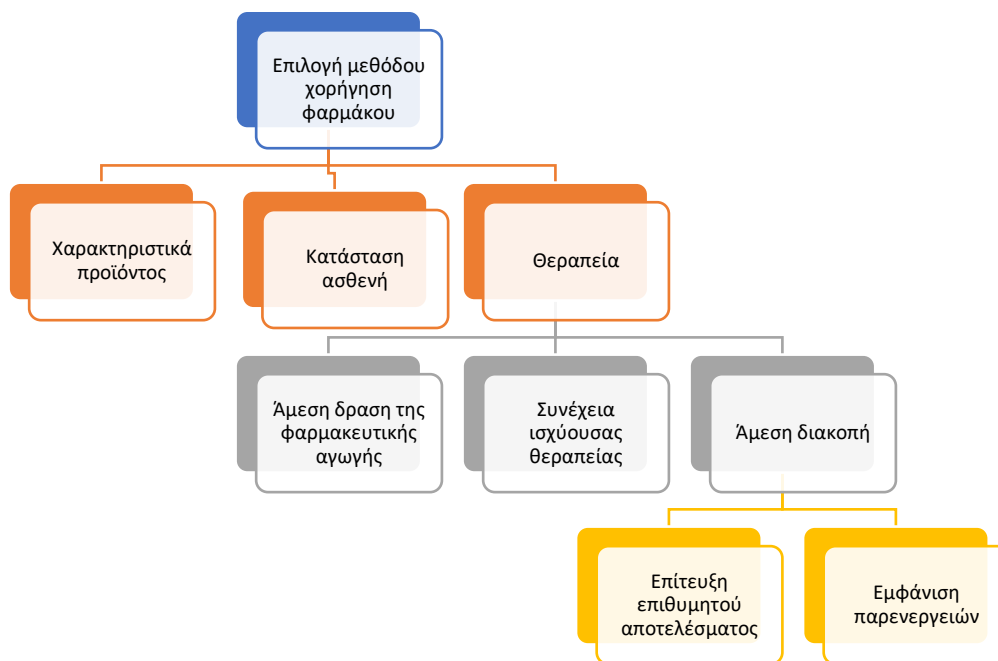 Επιλογή μεθόδου
χορήγηση
φαρμάκου
Χαρακτηριστικά
προϊόντος
Κατάσταση
ασθενή
Θεραπεία
Άμεση δραση της
φαρμακευτικής
αγωγής
Συνέχεια
ισχύουσας
θεραπείας
Άμεση διακοπή
Επίτευξη
επιθυμητού
αποτελέσματος
Εμφάνιση
παρενεργειών